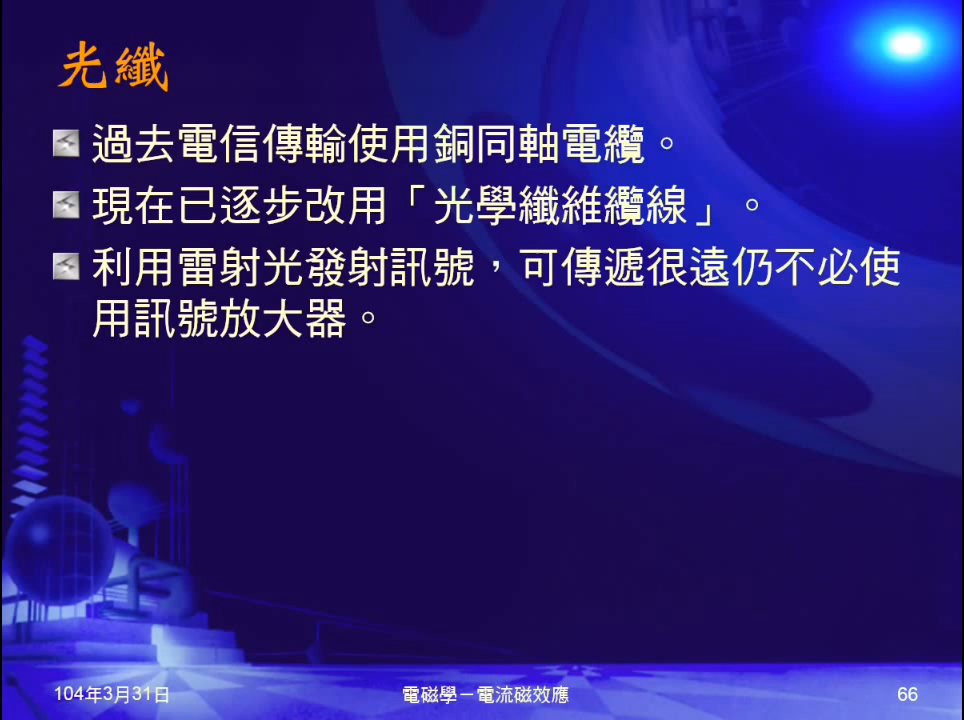 光纖
過去電信傳輸使用銅同軸電纜。
現在已逐步改用「光學纖維纜線」。
利用雷射光發射訊號，可傳遞很遠仍不必使
用訊號放大器。
104年3月31日
電磁學－電流磁效應
66